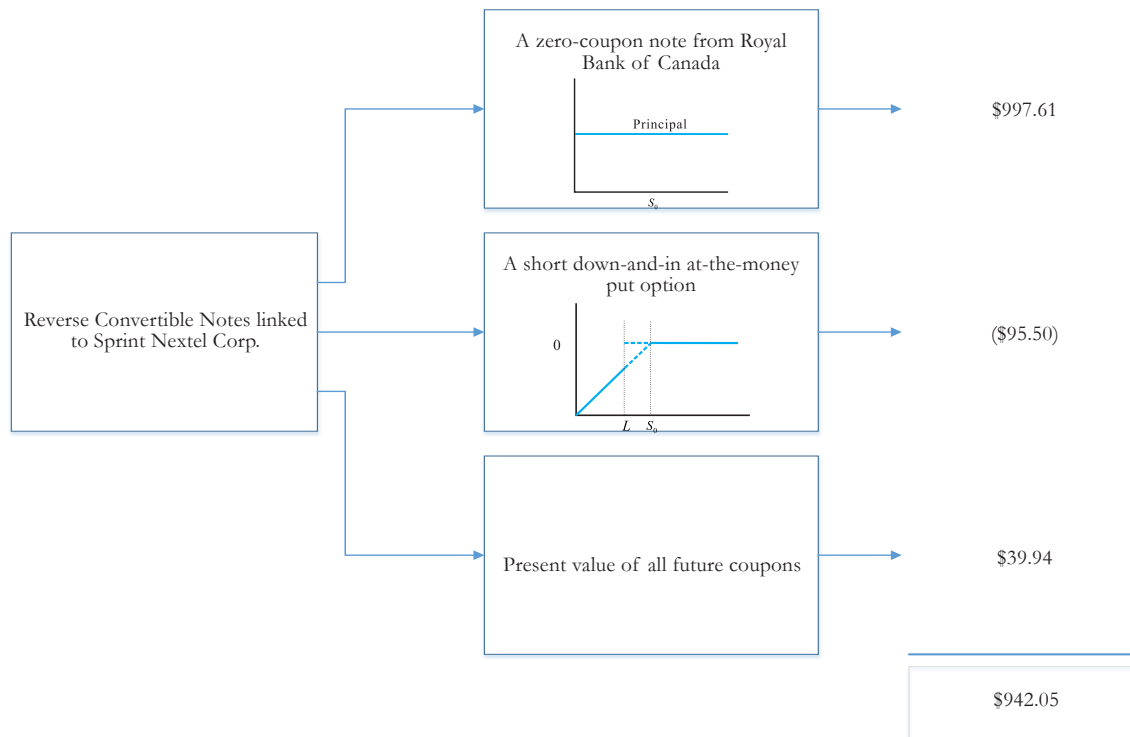 A zero-coupon note from Royal
Bank of Canada
Principal
S₀
$997.61
Reverse Convertible Notes linked
to Sprint Nextel Corp.
A short down-and-in at-the-money
put option
0
L S₀
($95.50)
Present value of all future coupons
$39.94
$942.05